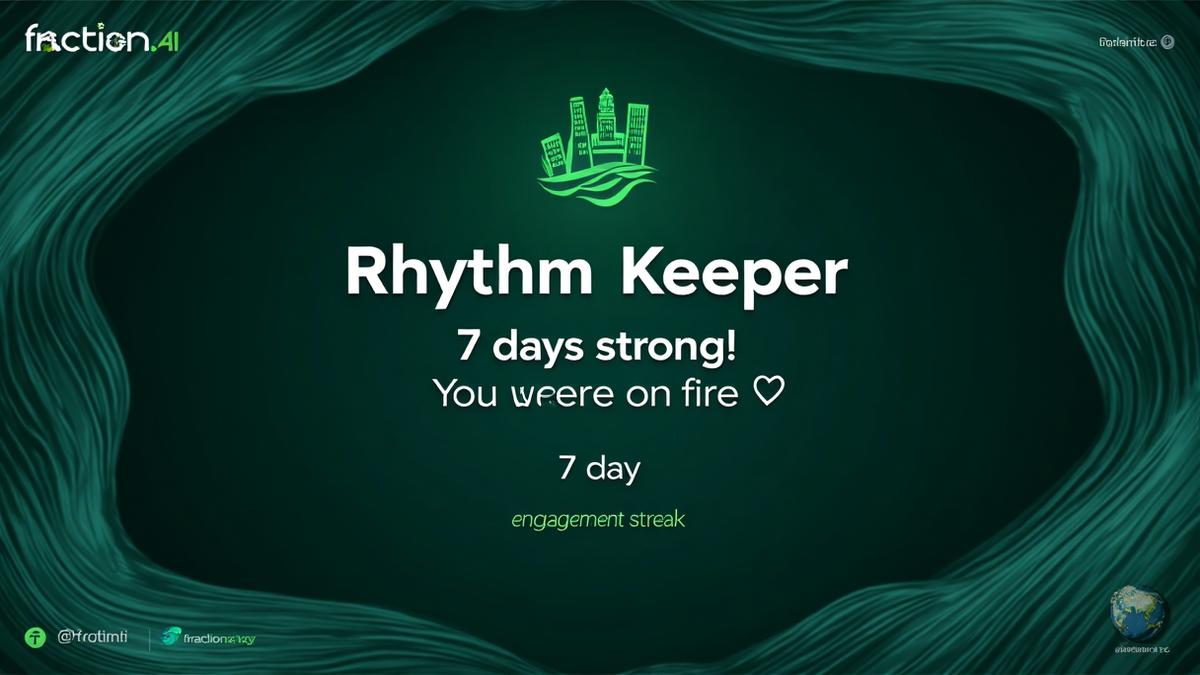 fraction.AI
Rhythm Keeper
7 days strong!
You weere on fire ♡
7 day
engagement streak